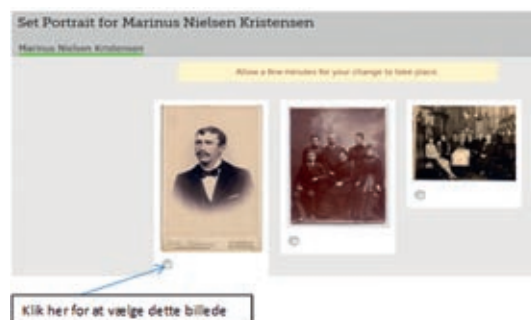 Set Portrait for Marinus Nielsen Kristensen
Marinus Nielsen Kristensen
Allow a few minutes for your change to take place.
Klik her for at vælge dette billede